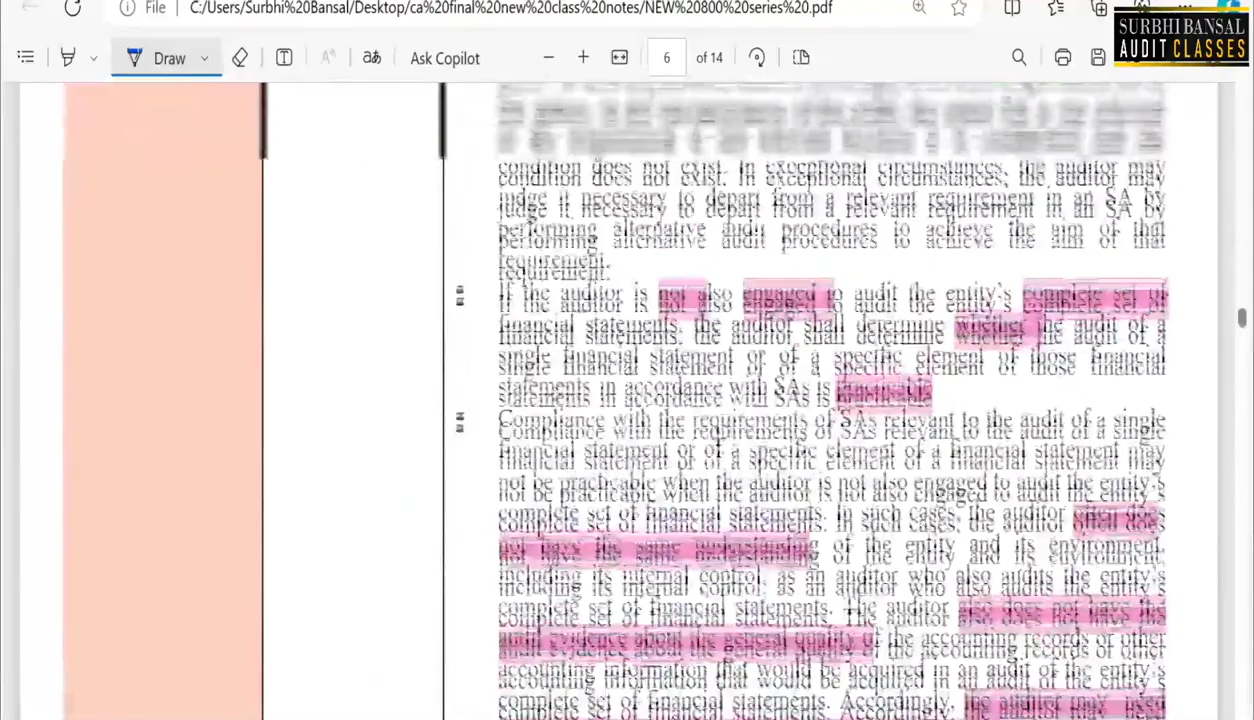 File
C:/Users/Surbhi%20Bansal/Desktop/ca%20final%20new%20class%20notes/NEW%20800%20series%20.pdf
SURBHI BANSAL
AUDIT CLASSES
Draw
aあ
Ask Copilot
6
of 14
condition does not exist. In exceptional circumstances, the auditor may
judge it necessary to depart from a relevant requirement in an SA by
performing alternative audit procedures to achieve the aim of that
requirement.
If the auditor is not also engaged to audit the entity's complete set of
financial statements, the auditor shall determine whether the audit of a
single financial statement or of a specific element of those financial
statements in accordance with SAs is practicable
Compliance with the requirements of SAs relevant to the audit of a single
financial statement or of a specific element of a financial statement may
not be practicable when the auditor is not also engaged to audit the entity's
complete set of financial statements. In such cases, the auditor often does
not have the same understanding of the entity and its environment,
including its internal control, as an auditor who also audits the entity's
complete set of financial statements. The auditor also does not have the
audit evidence about the general quality of the accounting records or other
accounting information that would be acquired in an audit of the entity's
complete set of financial statements. Accordingly, the auditor may need